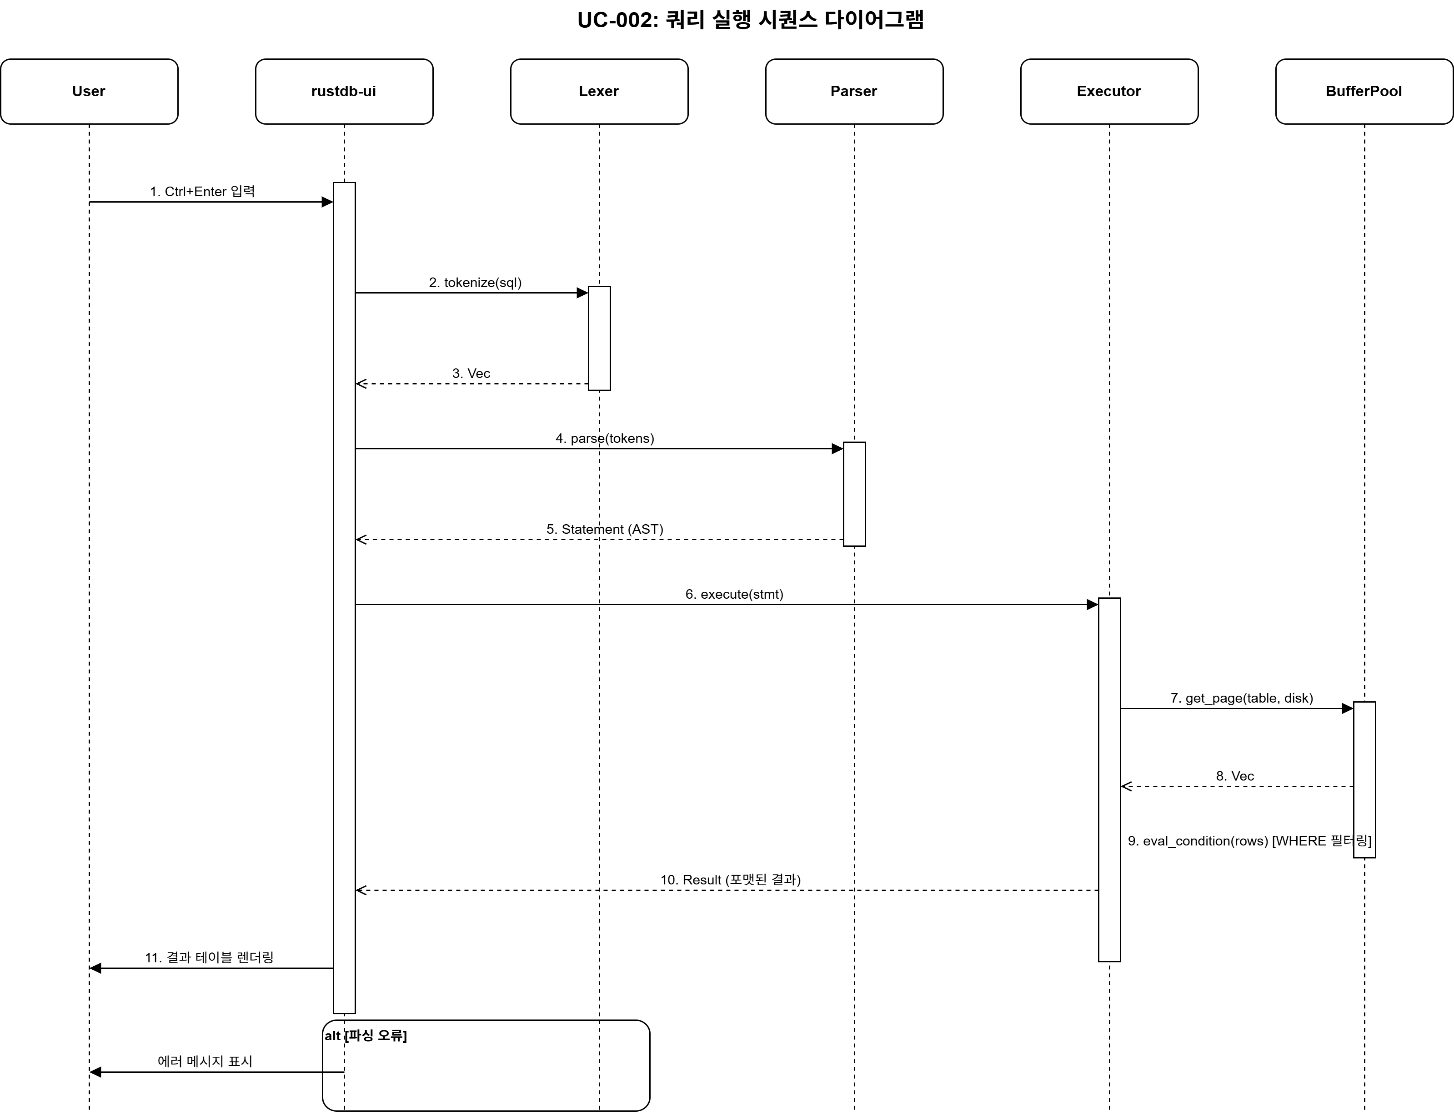 UC-002: 쿼리 실행 시퀀스 다이어그램
User
rustdb-ui
Lexer
Parser
Executor
BufferPool
1. Ctrl+Enter 입력
2. tokenize(sql)
3. Vec
4. parse(tokens)
5. Statement (AST)
6. execute(stmt)
7. get_page(table, disk)
8. Vec
9. eval_condition(rows) [WHERE 필터링]
10. Result (포맷된 결과)
11. 결과 테이블 렌더링
alt [파싱 오류]
에러 메시지 표시